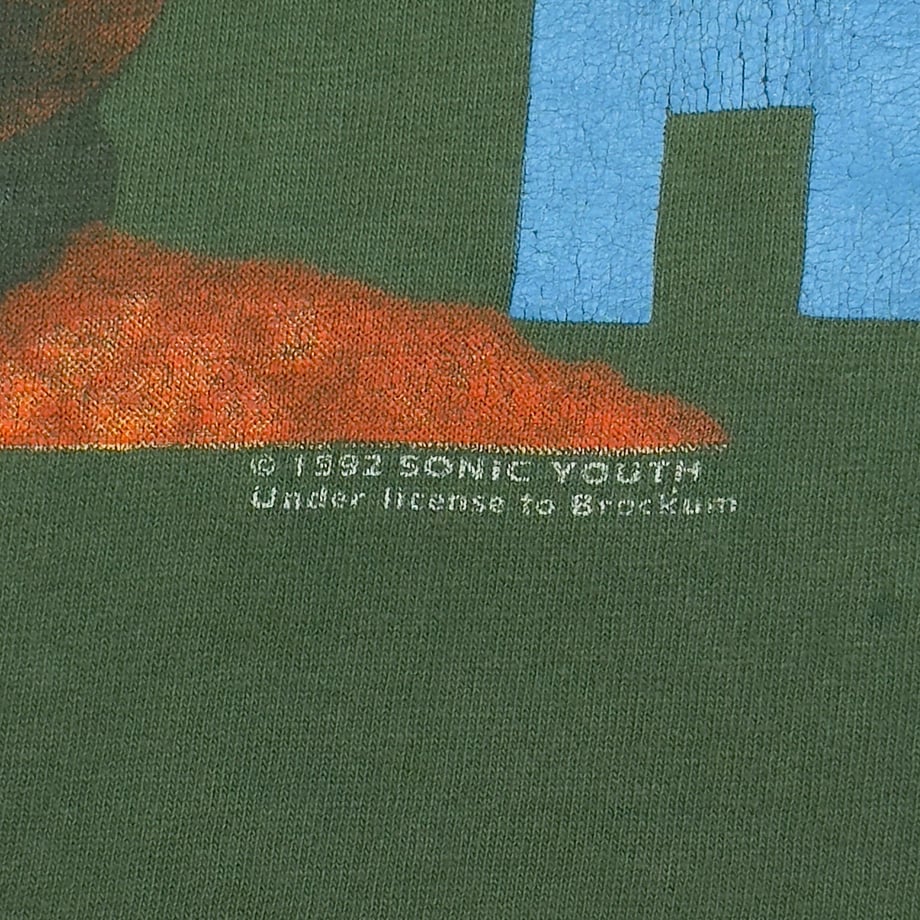 © 1992 SONIC YOUTH
Under license to Brockum